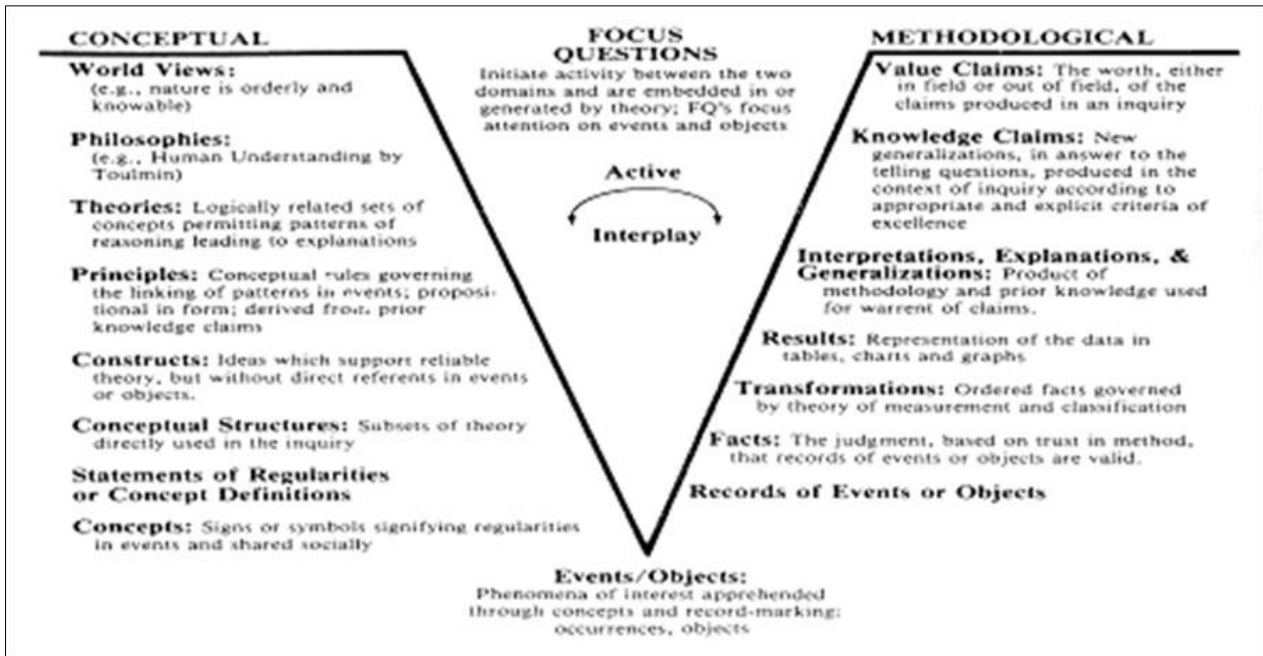 CONCEPTUAL
World Views:
(e.g., nature is orderly and
knowable)
Philosophies:
(e.g., Human Understanding by
Toulmin)
Theories: Logically related sets of
concepts permitting patterns of
reasoning leading to explanations
Principles: Conceptual rules governing
the linking of patterns in events; proposi-
tional in form; derived from prior
knowledge claims
Constructs: Ideas which support reliable
theory, but without direct referents in events
or objects.
Conceptual Structures: Subsets of theory
directly used in the inquiry
Statements of Regularities
or Concept Definitions
Concepts: Signs or symbols signifying regularities
in events and shared socially
FOCUS
QUESTIONS
Initiate activity between the two
domains and are embedded in or
generated by theory; FQ's focus
attention on events and objects
Active
Interplay
METHODOLOGICAL
Value Claims: The worth, either
in field or out of field, of the
claims produced in an inquiry
Knowledge Claims: New
generalizations, in answer to the
telling questions, produced in the
context of inquiry according to
appropriate and explicit criteria of
excellence
Interpretations, Explanations, &
Generalizations: Product of
methodology and prior knowledge used
for warrent of claims.
Results: Representation of the data in
tables, charts and graphs
Transformations: Ordered facts governed
by theory of measurement and classification
Facts: The judgment, based on trust in method,
that records of events or objects are valid.
Records of Events or Objects
Events/Objects:
Phenomena of interest apprehended
through concepts and record-marking:
occurrences, objects